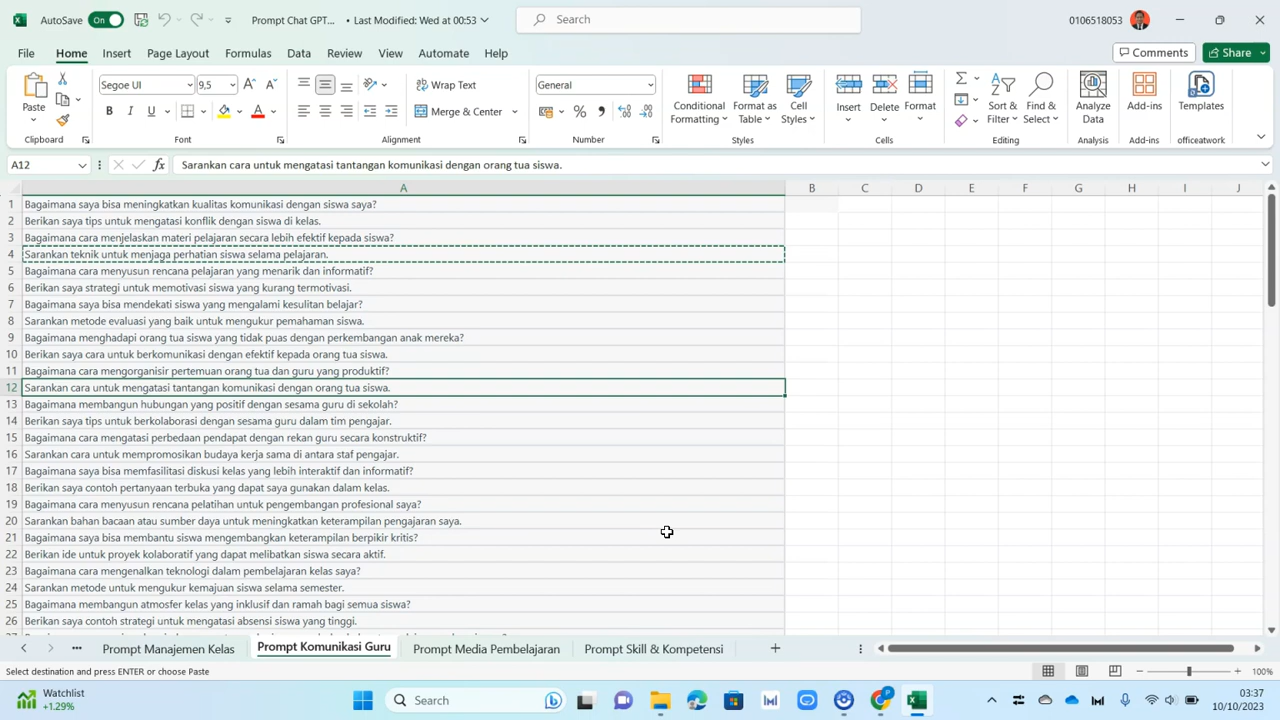 AutoSave On Prompt Chat GPT... • Last Modified: Wed at 00:53 Search 0106518053
File Home Insert Page Layout Formulas Data Review View Automate Help Comments Share
Segoe UI 9,5 Wrap Text General
Paste B I U Merge & Center Conditional Formatting Format as Table Cell Styles Insert Delete Format Sort & Filter Find & Select Analyze Data Add-ins Templates
Clipboard Font Alignment Number Styles Cells Editing Analysis Add-ins officeatwork
A12 fx Sarankan cara untuk mengatasi tantangan komunikasi dengan orang tua siswa.
A B C D E F G H I J
1 Bagaimana saya bisa meningkatkan kualitas komunikasi dengan siswa saya?
2 Berikan saya tips untuk mengatasi konflik dengan siswa di kelas.
3 Bagaimana cara menjelaskan materi pelajaran secara lebih efektif kepada siswa?
4 Sarankan teknik untuk menjaga perhatian siswa selama pelajaran.
5 Bagaimana cara menyusun rencana pelajaran yang menarik dan informatif?
6 Berikan saya strategi untuk memotivasi siswa yang kurang termotivasi.
7 Bagaimana saya bisa mendekati siswa yang mengalami kesulitan belajar?
8 Sarankan metode evaluasi yang baik untuk mengukur pemahaman siswa.
9 Bagaimana menghadapi orang tua siswa yang tidak puas dengan perkembangan anak mereka?
10 Berikan saya cara untuk berkomunikasi dengan efektif kepada orang tua siswa.
11 Bagaimana cara mengorganisir pertemuan orang tua dan guru yang produktif?
12 Sarankan cara untuk mengatasi tantangan komunikasi dengan orang tua siswa.
13 Bagaimana membangun hubungan yang positif dengan sesama guru di sekolah?
14 Berikan saya tips untuk berkolaborasi dengan sesama guru dalam tim pengajar.
15 Bagaimana cara mengatasi perbedaan pendapat dengan rekan guru secara konstruktif?
16 Sarankan cara untuk mempromosikan budaya kerja sama di antara staf pengajar.
17 Bagaimana saya bisa memfasilitasi diskusi kelas yang lebih interaktif dan informatif?
18 Berikan saya contoh pertanyaan terbuka yang dapat saya gunakan dalam kelas.
19 Bagaimana cara menyusun rencana pelatihan untuk pengembangan profesional saya?
20 Sarankan bahan bacaan atau sumber daya untuk meningkatkan keterampilan pengajaran saya.
21 Bagaimana saya bisa membantu siswa mengembangkan keterampilan berpikir kritis?
22 Berikan ide untuk proyek kolaboratif yang dapat melibatkan siswa secara aktif.
23 Bagaimana cara mengenalkan teknologi dalam pembelajaran kelas saya?
24 Sarankan metode untuk mengukur kemajuan siswa selama semester.
25 Bagaimana membangun atmosfer kelas yang inklusif dan ramah bagi semua siswa?
26 Berikan saya contoh strategi untuk mengatasi absensi siswa yang tinggi.
Prompt Manajemen Kelas Prompt Komunikasi Guru Prompt Media Pembelajaran Prompt Skill & Kompetensi
Select destination and press ENTER or choose Paste 100%
Watchlist
+1.29%
Search
03:37
10/10/2023